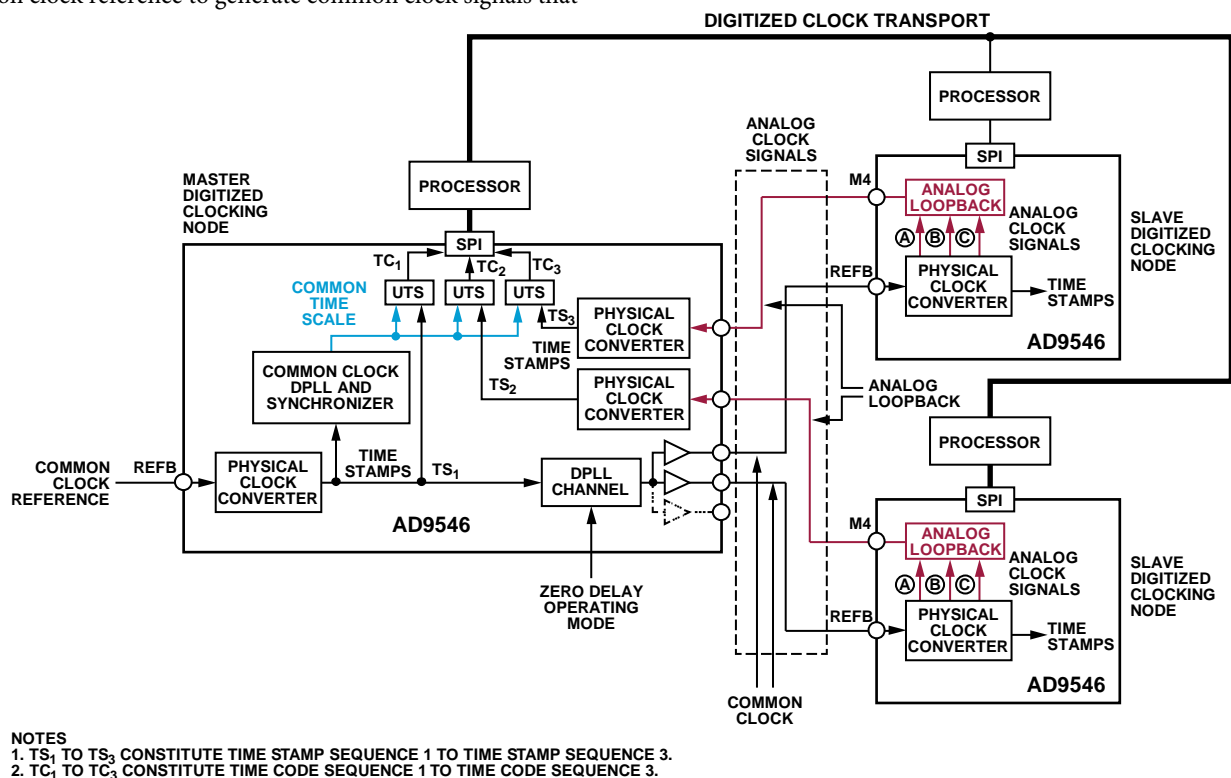 on clock reference to generate common clock signals that
DIGITIZED CLOCK TRANSPORT
PROCESSOR
ANALOG
CLOCK
SIGNALS
SPI
M4
ANALOG
LOOPBACK
ANALOG
CLOCK
SIGNALS
A B C
SLAVE
DIGITIZED
CLOCKING
NODE
REFB
PHYSICAL
CLOCK
CONVERTER
TIME
STAMPS
AD9546
MASTER
DIGITIZED
CLOCKING
NODE
PROCESSOR
SPI
TC1
TC2
TC3
UTS
UTS
UTS
COMMON
TIME
SCALE
TS3
PHYSICAL
CLOCK
CONVERTER
TIME
STAMPS
TS2
PHYSICAL
CLOCK
CONVERTER
COMMON CLOCK
DPLL AND
SYNCHRONIZER
ANALOG
LOOPBACK
COMMON
CLOCK
REFERENCE
REFB
PHYSICAL
CLOCK
CONVERTER
TIME
STAMPS
TS1
DPLL
CHANNEL
AD9546
ZERO DELAY
OPERATING
MODE
PROCESSOR
SPI
M4
ANALOG
LOOPBACK
ANALOG
CLOCK
SIGNALS
A B C
SLAVE
DIGITIZED
CLOCKING
NODE
REFB
PHYSICAL
CLOCK
CONVERTER
TIME
STAMPS
AD9546
COMMON
CLOCK
NOTES
1. TS1 TO TS3 CONSTITUTE TIME STAMP SEQUENCE 1 TO TIME STAMP SEQUENCE 3.
2. TC1 TO TC3 CONSTITUTE TIME CODE SEQUENCE 1 TO TIME CODE SEQUENCE 3.